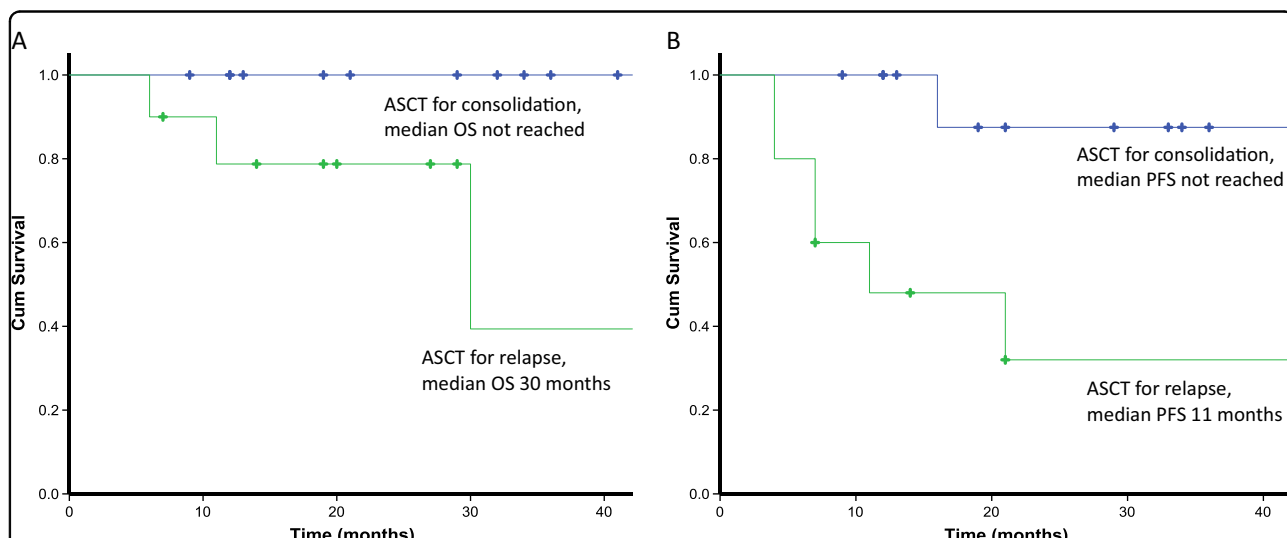 A
Cum Survival
1.0
0.8
0.6
0.4
0.2
0.0
ASCT for consolidation,
median OS not reached
ASCT for relapse,
median OS 30 months
0 10 20 30 40
Time (months)
B
Cum Survival
1.0
0.8
0.6
0.4
0.2
0.0
ASCT for consolidation,
median PFS not reached
ASCT for relapse,
median PFS 11 months
0 10 20 30 40
Time (months)